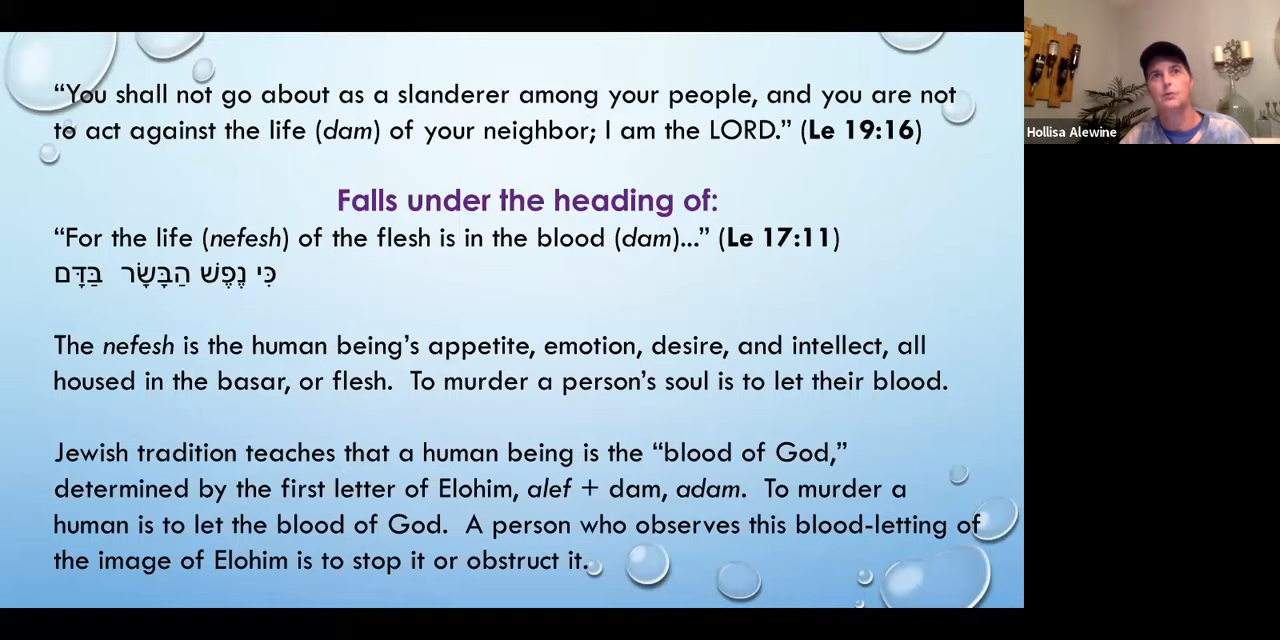 “You shall not go about as a slanderer among your people, and you are not
to act against the life (dam) of your neighbor; I am the LORD.” (Le 19:16)
Falls under the heading of:
“For the life (nefesh) of the flesh is in the blood (dam)...” (Le 17:11)
כִּי נֶפֶשׁ הַבָּשָׂר בַּדָּם
The nefesh is the human being’s appetite, emotion, desire, and intellect, all
housed in the basar, or flesh. To murder a person’s soul is to let their blood.
Jewish tradition teaches that a human being is the “blood of God,”
determined by the first letter of Elohim, alef + dam, adam. To murder a
human is to let the blood of God. A person who observes this blood-letting of
the image of Elohim is to stop it or obstruct it.
Hollisa Alewine